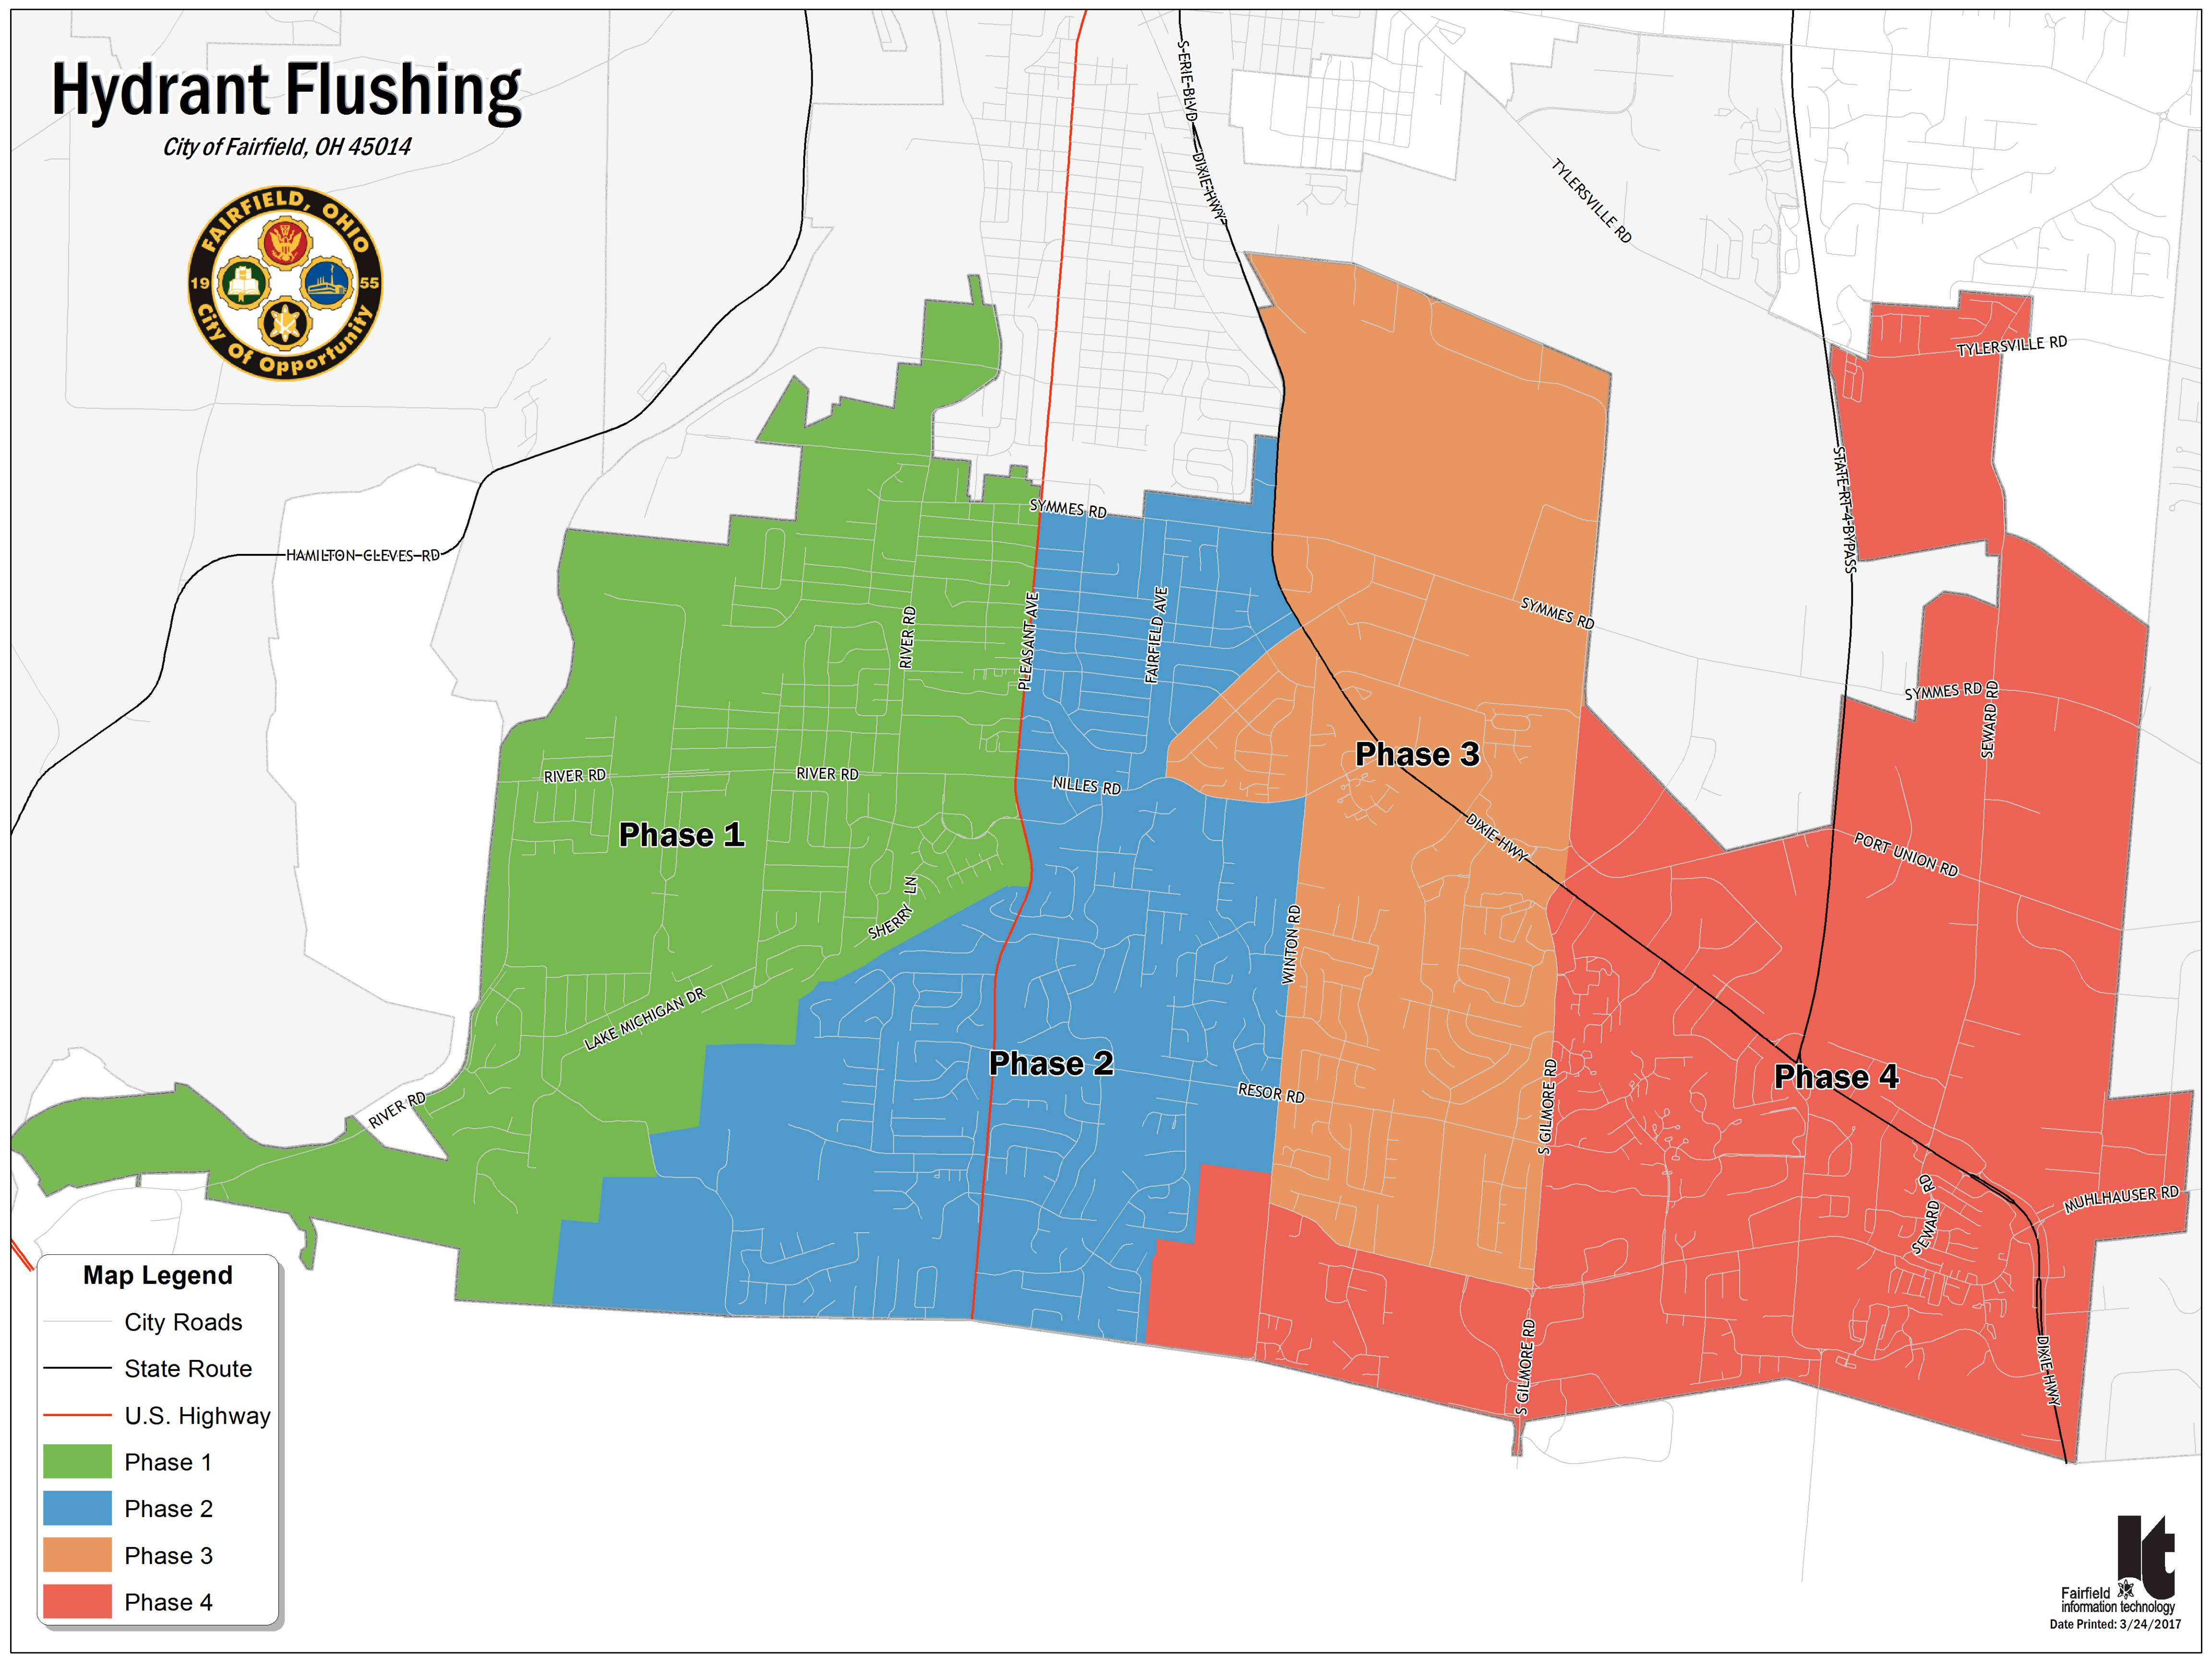 Hydrant Flushing
City of Fairfield, OH 45014
FAIRFIELD, OHIO
19 55
City Of Opportunity
S ERIE BLVD
DIXIE HWY
TYLERSVILLE RD
TYLERSVILLE RD
STATE RT 4 BYPASS
SYMMES RD
HAMILTON-CLEVES RD
RIVER RD
PLEASANT AVE
FAIRFIELD AVE
SYMMES RD
SYMMES RD
SEWARD RD
RIVER RD
RIVER RD
NILLES RD
Phase 3
Phase 1
DIXIE HWY
PORT UNION RD
SHERRY LN
WINTON RD
LAKE MICHIGAN DR
Phase 2
Phase 4
RIVER RD
RESOR RD
S GILMORE RD
SEWARD RD
MUHLHAUSER RD
S GILMORE RD
DIXIE HWY
Map Legend
City Roads
State Route
U.S. Highway
Phase 1
Phase 2
Phase 3
Phase 4
It
Fairfield
information technology
Date Printed: 3/24/2017